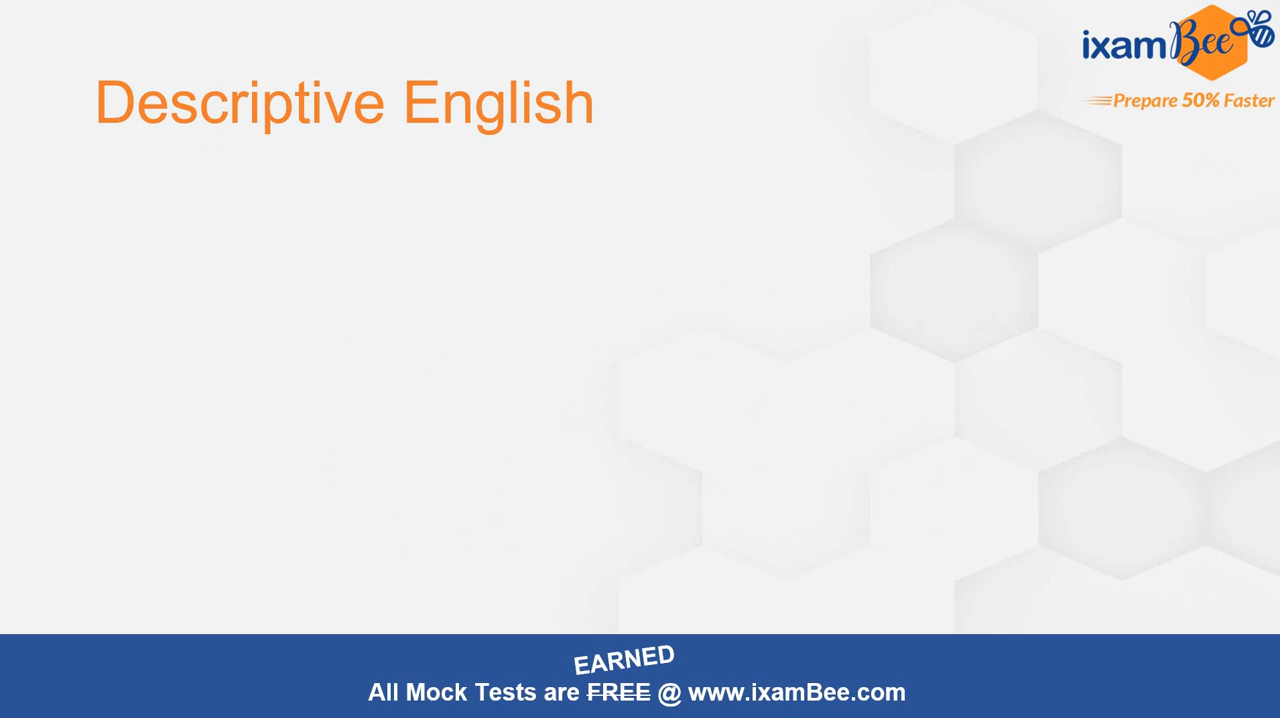 ixamBee
Prepare 50% Faster
Descriptive English
EARNED
All Mock Tests are FREE @ www.ixamBee.com